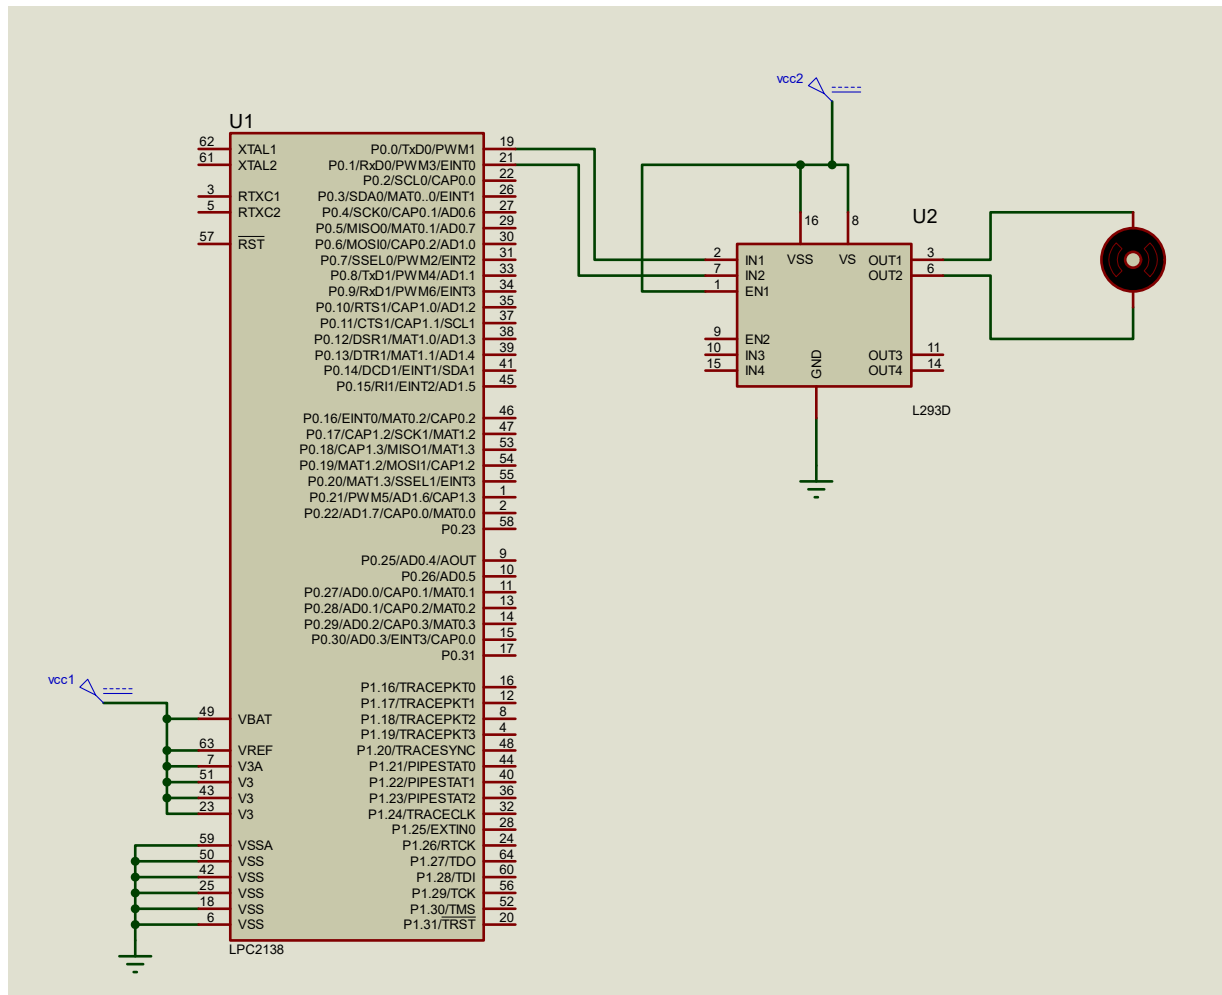 vcc2
U1
62 XTAL1
61 XTAL2
3 RTXC1
5 RTXC2
57 RST
49 VBAT
63 VREF
7 V3A
51 V3
43 V3
23 V3
59 VSSA
50 VSS
42 VSS
25 VSS
18 VSS
6 VSS
P0.0/TxD0/PWM1 19
P0.1/RxD0/PWM3/EINT0 21
P0.2/SCL0/CAP0.0 22
P0.3/SDA0/MAT0..0/EINT1 26
P0.4/SCK0/CAP0.1/AD0.6 27
P0.5/MISO0/MAT0.1/AD0.7 29
P0.6/MOSI0/CAP0.2/AD1.0 30
P0.7/SSEL0/PWM2/EINT2 31
P0.8/TxD1/PWM4/AD1.1 33
P0.9/RxD1/PWM6/EINT3 34
P0.10/RTS1/CAP1.0/AD1.2 35
P0.11/CTS1/CAP1.1/SCL1 37
P0.12/DSR1/MAT1.0/AD1.3 38
P0.13/DTR1/MAT1.1/AD1.4 39
P0.14/DCD1/EINT1/SDA1 41
P0.15/RI1/EINT2/AD1.5 45
P0.16/EINT0/MAT0.2/CAP0.2 46
P0.17/CAP1.2/SCK1/MAT1.2 47
P0.18/CAP1.3/MISO1/MAT1.3 53
P0.19/MAT1.2/MOSI1/CAP1.2 54
P0.20/MAT1.3/SSEL1/EINT3 55
P0.21/PWM5/AD1.6/CAP1.3 1
P0.22/AD1.7/CAP0.0/MAT0.0 2
P0.23 58
P0.25/AD0.4/AOUT 9
P0.26/AD0.5 10
P0.27/AD0.0/CAP0.1/MAT0.1 11
P0.28/AD0.1/CAP0.2/MAT0.2 13
P0.29/AD0.2/CAP0.3/MAT0.3 14
P0.30/AD0.3/EINT3/CAP0.0 15
P0.31 17
P1.16/TRACEPKT0 16
P1.17/TRACEPKT1 12
P1.18/TRACEPKT2 8
P1.19/TRACEPKT3 4
P1.20/TRACESYNC 48
P1.21/PIPESTAT0 44
P1.22/PIPESTAT1 40
P1.23/PIPESTAT2 36
P1.24/TRACECLK 32
P1.25/EXTIN0 28
P1.26/RTCK 24
P1.27/TDO 64
P1.28/TDI 60
P1.29/TCK 56
P1.30/TMS 52
P1.31/TRST 20
LPC2138
vcc1
U2
16 8
VSS VS
2 IN1
7 IN2
1 EN1
9 EN2
10 IN3
15 IN4
OUT1 3
OUT2 6
OUT3 11
OUT4 14
GND
L293D